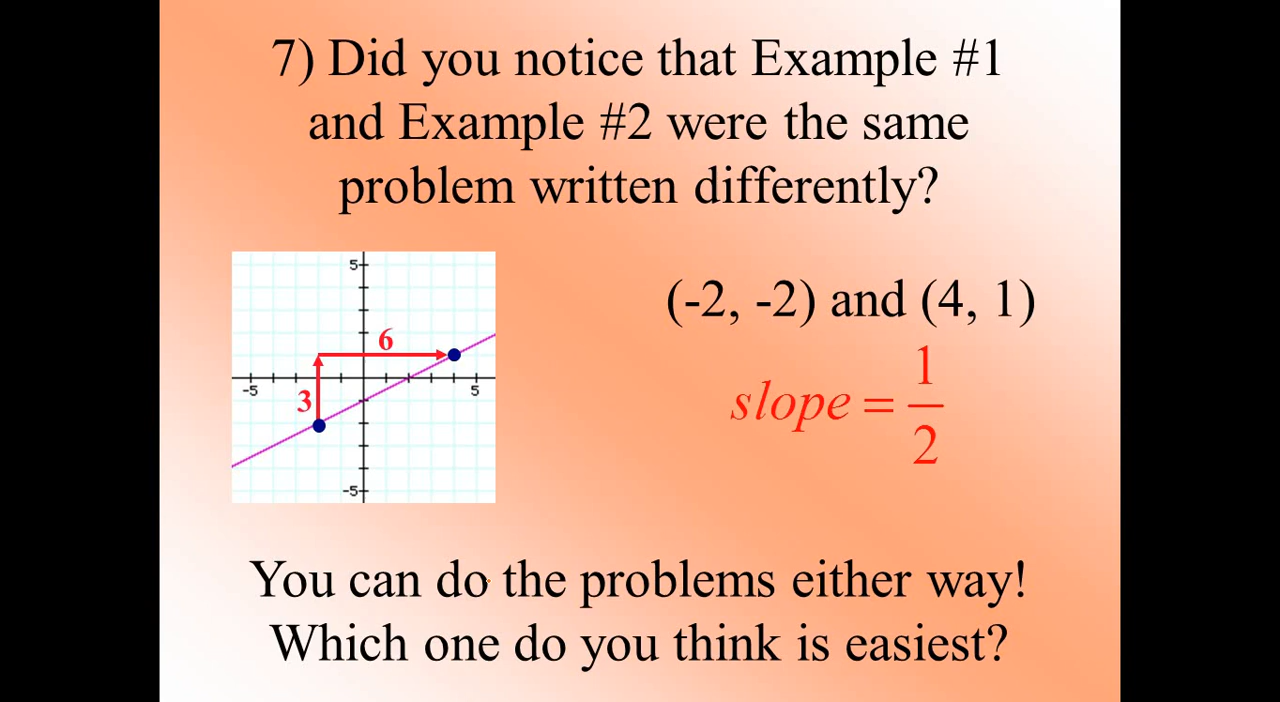 7) Did you notice that Example #1
and Example #2 were the same
problem written differently?
5
6
-5
5
3
-5
(-2, -2) and (4, 1)
slope = 1/2
You can do the problems either way!
Which one do you think is easiest?